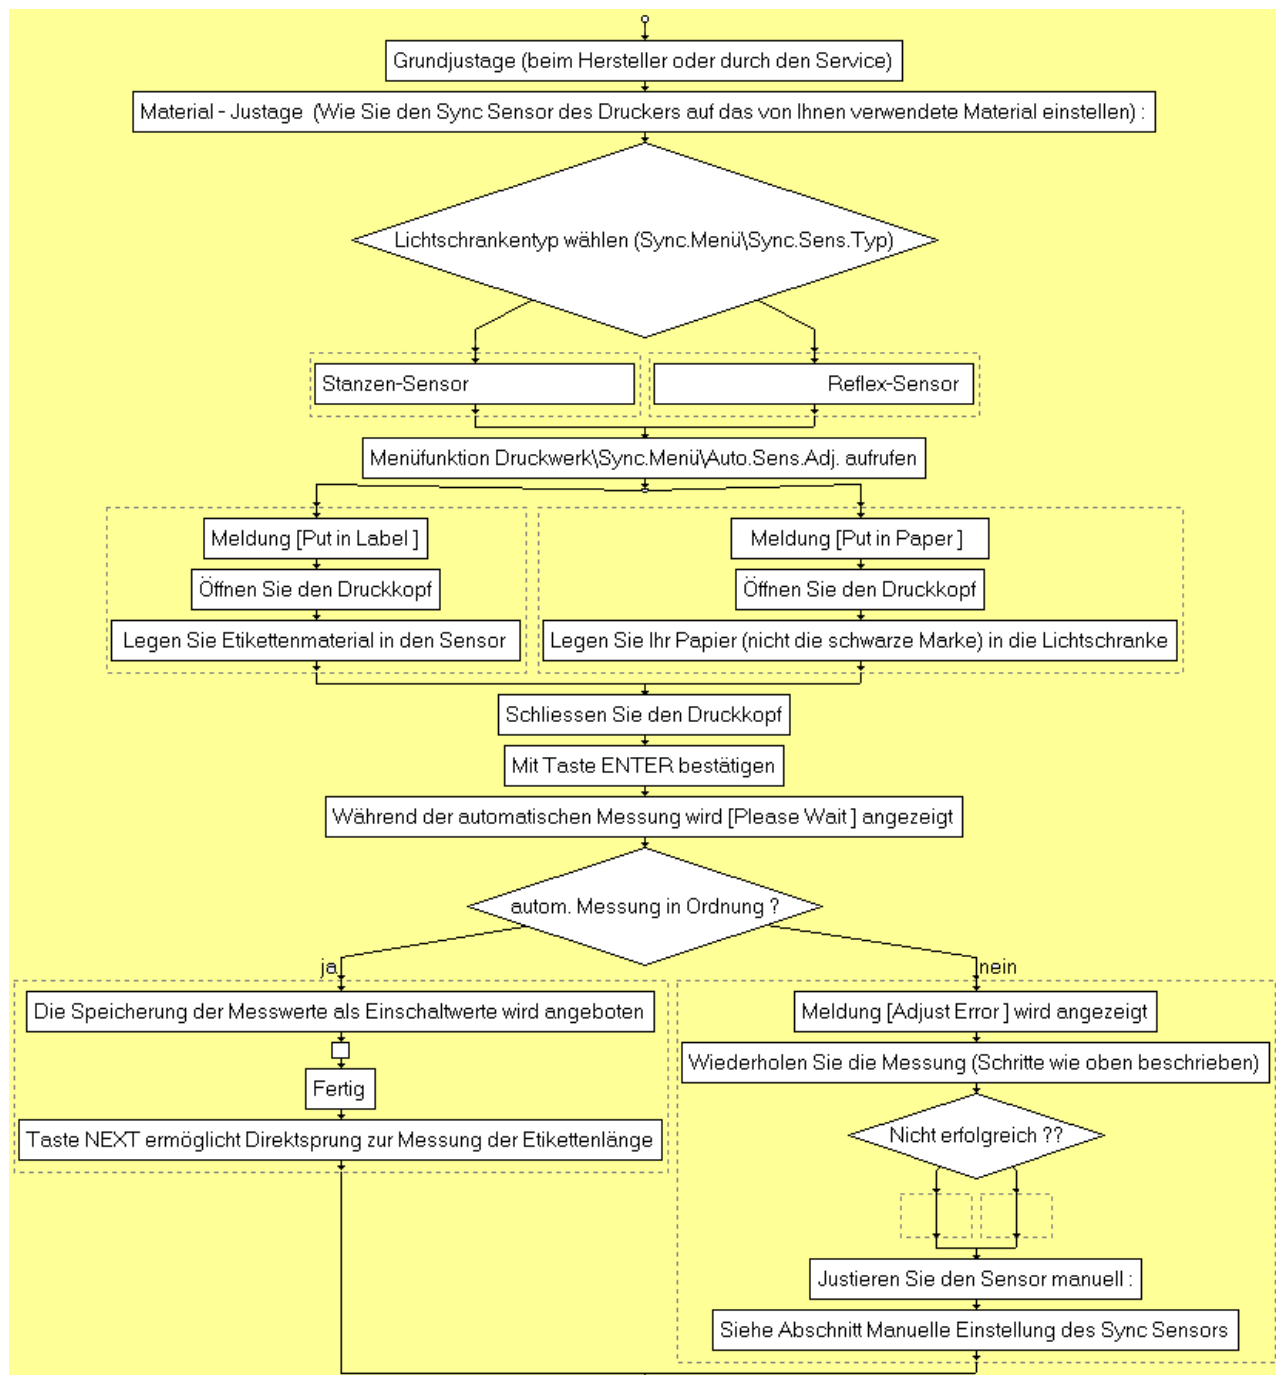 Grundjustage (beim Hersteller oder durch den Service)
Material - Justage (Wie Sie den Sync Sensor des Druckers auf das von Ihnen verwendete Material einstellen) :
Lichtschrankentyp wählen (Sync.Menü\Sync.Sens.Typ)
Stanzen-Sensor
Reflex-Sensor
Menüfunktion Druckwerk\Sync.Menü\Auto.Sens.Adj. aufrufen
Meldung [Put in Label ]
Öffnen Sie den Druckkopf
Legen Sie Etikettenmaterial in den Sensor
Meldung [Put in Paper ]
Öffnen Sie den Druckkopf
Legen Sie Ihr Papier (nicht die schwarze Marke) in die Lichtschranke
Schliessen Sie den Druckkopf
Mit Taste ENTER bestätigen
Während der automatischen Messung wird [Please Wait ] angezeigt
autom. Messung in Ordnung ?
ja
Die Speicherung der Messwerte als Einschaltwerte wird angeboten
Fertig
Taste NEXT ermöglicht Direktsprung zur Messung der Etikettenlänge
nein
Meldung [Adjust Error ] wird angezeigt
Wiederholen Sie die Messung (Schritte wie oben beschrieben)
Nicht erfolgreich ??
Justieren Sie den Sensor manuell :
Siehe Abschnitt Manuelle Einstellung des Sync Sensors